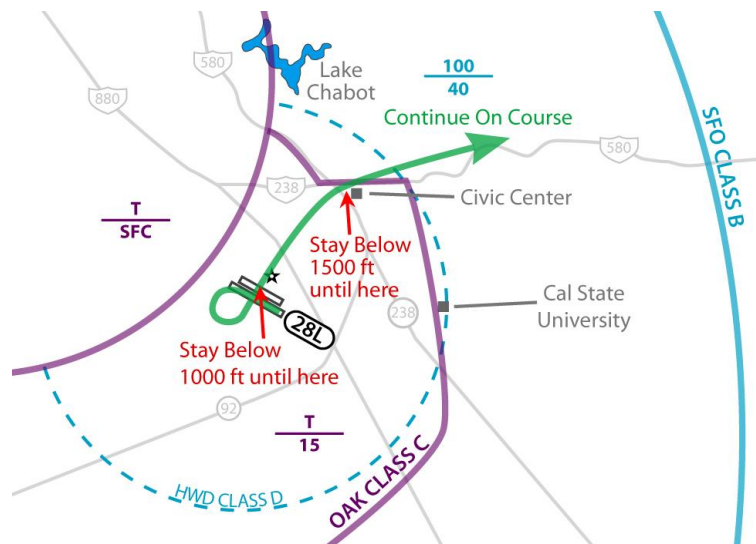 580
Lake
Chabot
100
40
880
Continue On Course
580
SFO CLASS B
238
Civic Center
T
SFC
Stay Below
1500 ft
until here
Cal State
University
238
28L
Stay Below
1000 ft until here
92
T
15
HWD CLASS D
OAK CLASS C